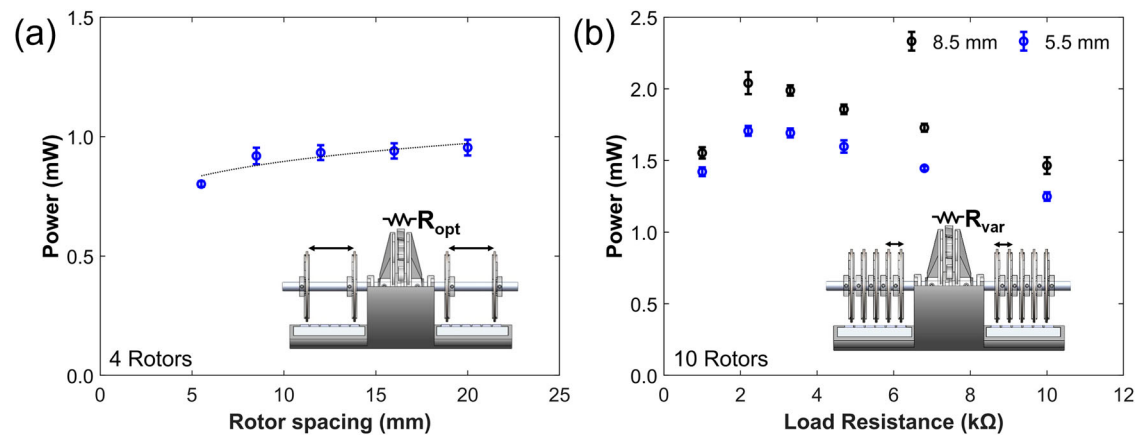 (a)
1.5
1.0
0.5
0.0
Power (mW)
R_opt
4 Rotors
0 5 10 15 20 25
Rotor spacing (mm)
(b)
2.5
2.0
1.5
1.0
0.5
0.0
Power (mW)
8.5 mm 5.5 mm
R_var
10 Rotors
0 2 4 6 8 10 12
Load Resistance (kΩ)